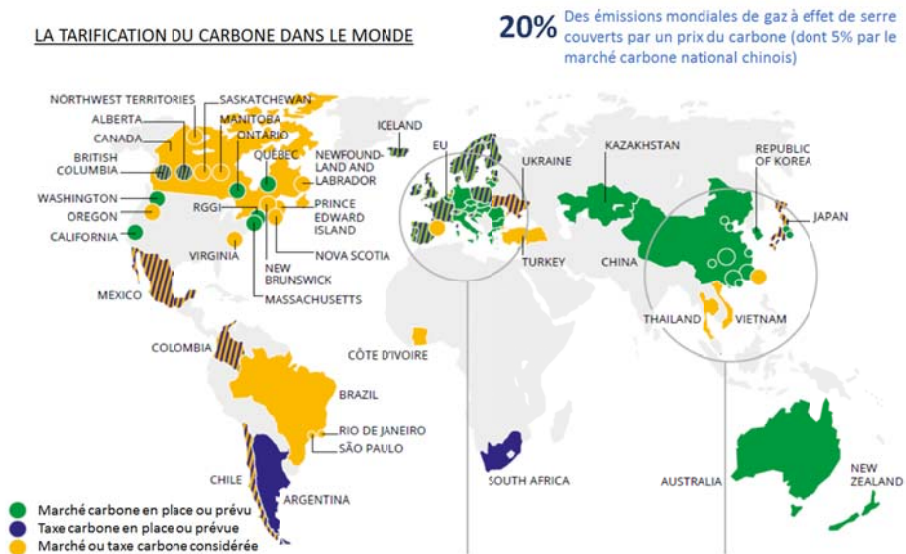 LA TARIFICATION DU CARBONE DANS LE MONDE
20%
Des émissions mondiales de gaz à effet de serre
couverts par un prix du carbone (dont 5% par le
marché carbone national chinois)
NORTHWEST TERRITORIES
SASKATCHEWAN
ALBERTA
MANITOBA
CANADA
ONTARIO
BRITISH
COLUMBIA
QUÉBEC
NEWFOUND-
LAND AND
LABRADOR
WASHINGTON
OREGON
CALIFORNIA
RGGI
PRINCE
EDWARD
ISLAND
VIRGINIA
NOVA SCOTIA
NEW
BRUNSWICK
MASSACHUSETTS
MEXICO
ICELAND
EU
UKRAINE
KAZAKHSTAN
REPUBLIC
OF KOREA
JAPAN
TURKEY
CHINA
THAILAND
VIETNAM
COLOMBIA
CÔTE D'IVOIRE
BRAZIL
RIO DE JANEIRO
SÃO PAULO
CHILE
ARGENTINA
SOUTH AFRICA
AUSTRALIA
NEW
ZEALAND
Marché carbone en place ou prévu
Taxe carbone en place ou prévue
Marché ou taxe carbone considérée